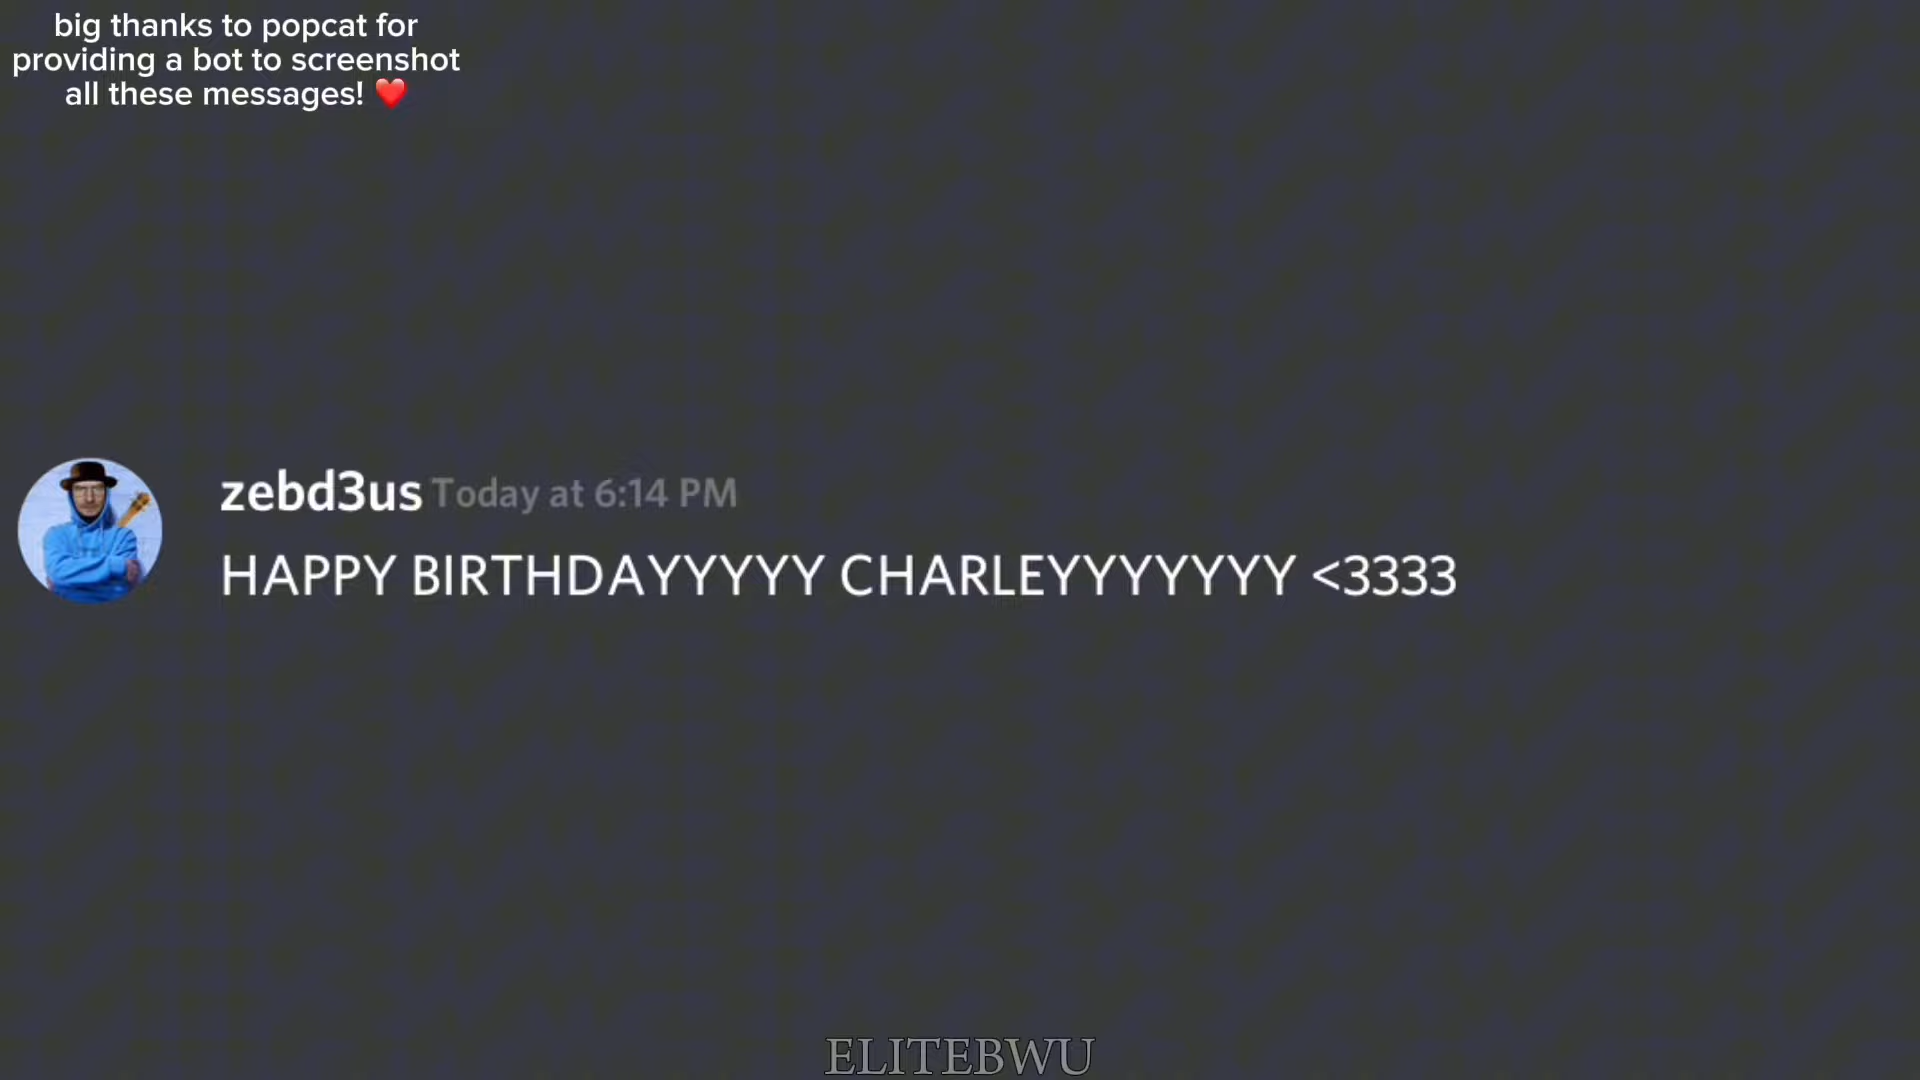 big thanks to popcat for
providing a bot to screenshot
all these messages! ❤️
zebd3us Today at 6:14 PM
HAPPY BIRTHDAYYYYY CHARLEYYYYYYY <3333
ELITEBWU